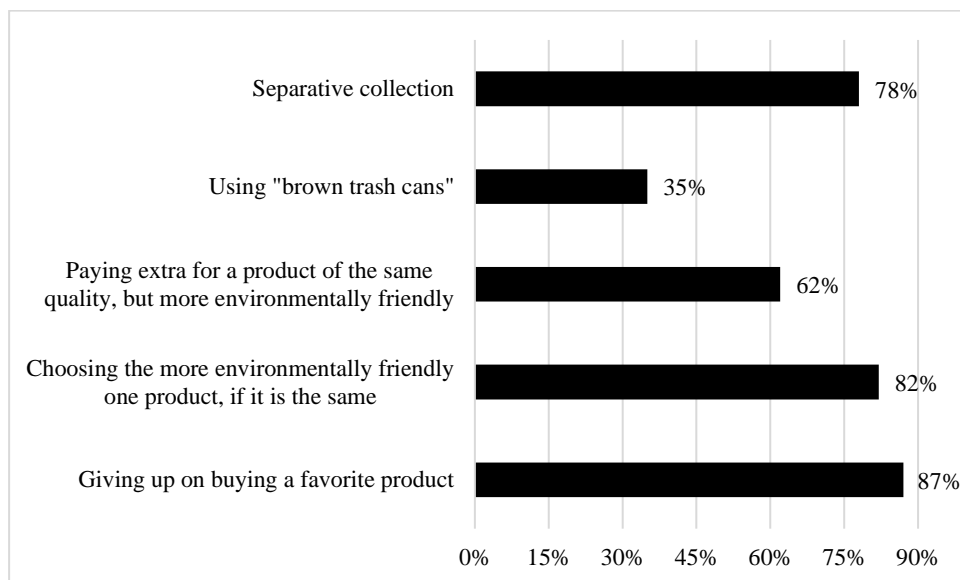 Separative collection
78%
Using "brown trash cans"
35%
Paying extra for a product of the same
quality, but more environmentally friendly
62%
Choosing the more environmentally friendly
one product, if it is the same
82%
Giving up on buying a favorite product
87%
0% 15% 30% 45% 60% 75% 90%